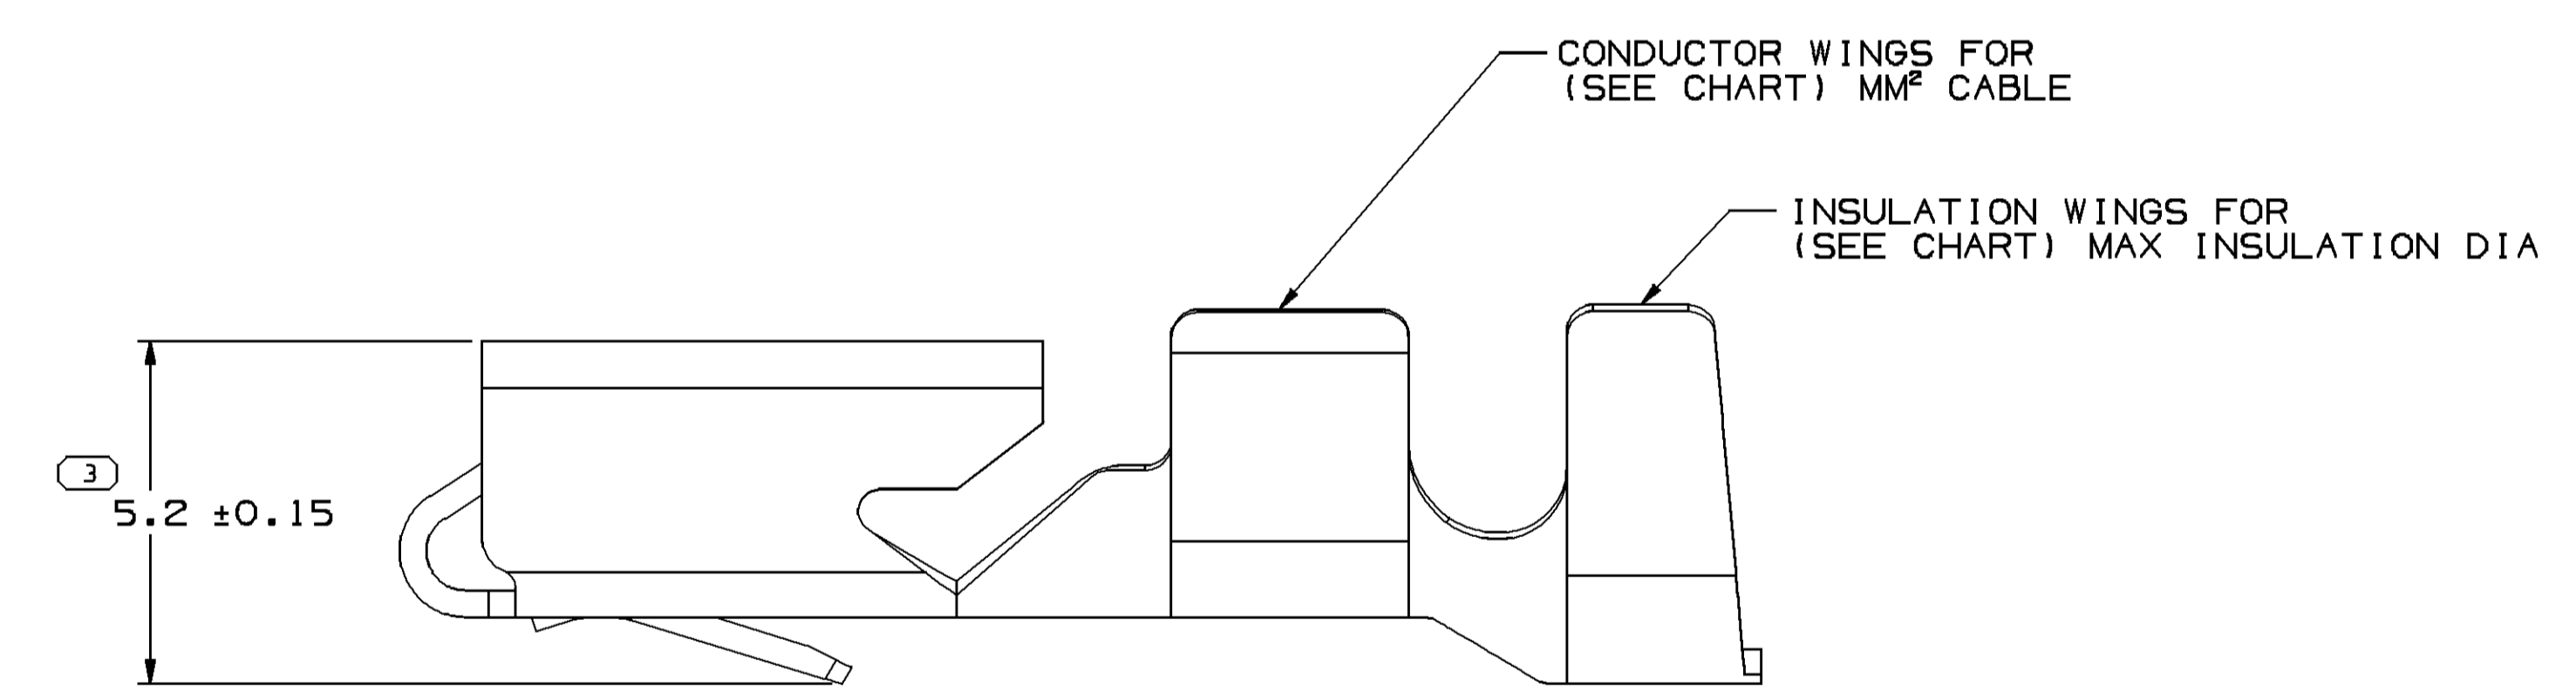 CONDUCTOR WINGS FOR
(SEE CHART) MM² CABLE
INSULATION WINGS FOR
(SEE CHART) MAX INSULATION DIA
3
5.2 ±0.15